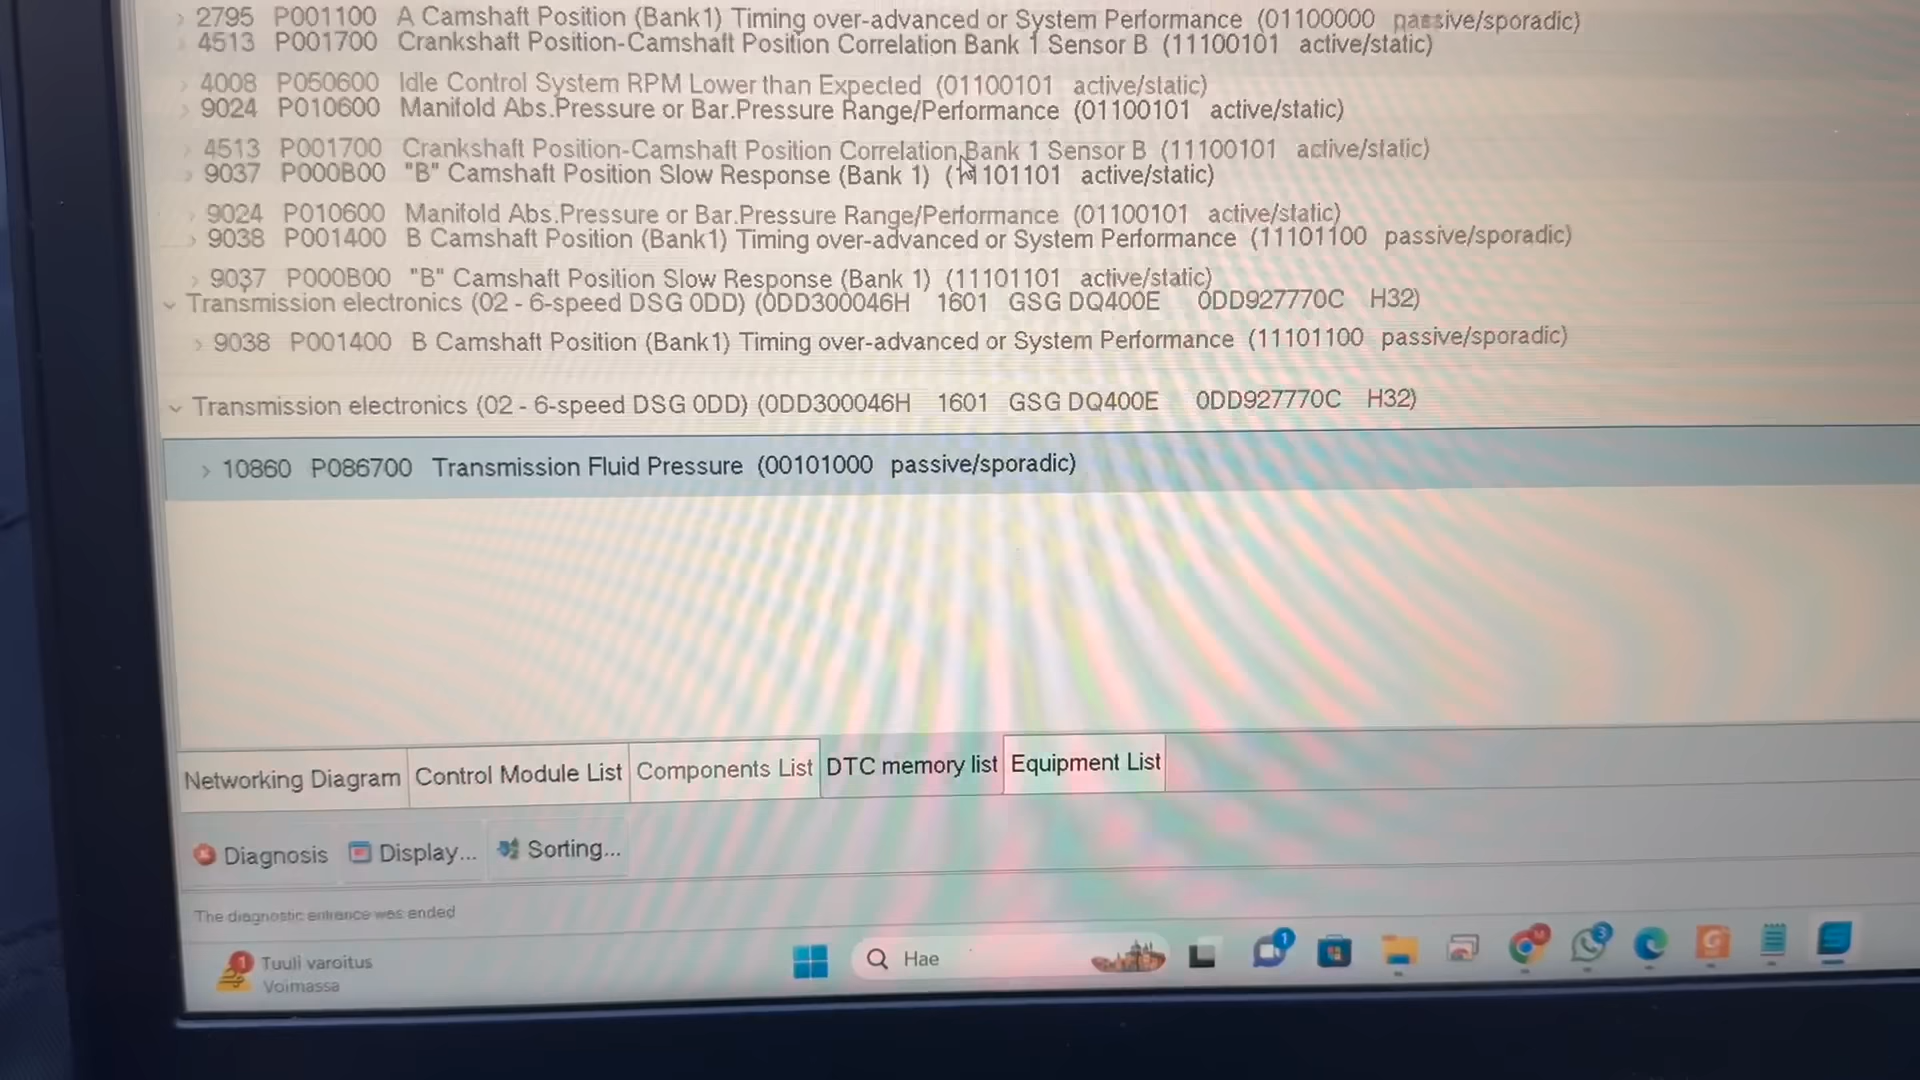 2795 P001100 A Camshaft Position (Bank1) Timing over-advanced or System Performance (01100000 passive/sporadic)
4513 P001700 Crankshaft Position-Camshaft Position Correlation Bank 1 Sensor B (11100101 active/static)
4008 P050600 Idle Control System RPM Lower than Expected (01100101 active/static)
9024 P010600 Manifold Abs.Pressure or Bar.Pressure Range/Performance (01100101 active/static)
4513 P001700 Crankshaft Position-Camshaft Position Correlation Bank 1 Sensor B (11100101 active/static)
9037 P000B00 "B" Camshaft Position Slow Response (Bank 1) (11101101 active/static)
9024 P010600 Manifold Abs.Pressure or Bar.Pressure Range/Performance (01100101 active/static)
9038 P001400 B Camshaft Position (Bank1) Timing over-advanced or System Performance (11101100 passive/sporadic)
9037 P000B00 "B" Camshaft Position Slow Response (Bank 1) (11101101 active/static)
Transmission electronics (02 - 6-speed DSG 0DD) (0DD300046H 1601 GSG DQ400E 0DD927770C H32)
9038 P001400 B Camshaft Position (Bank1) Timing over-advanced or System Performance (11101100 passive/sporadic)
Transmission electronics (02 - 6-speed DSG 0DD) (0DD300046H 1601 GSG DQ400E 0DD927770C H32)
10860 P086700 Transmission Fluid Pressure (00101000 passive/sporadic)
Networking Diagram Control Module List Components List DTC memory list Equipment List
Diagnosis Display... Sorting...
The diagnostic entrance was ended
1 Tuuli varoitus
Voimassa
Hae
1
3